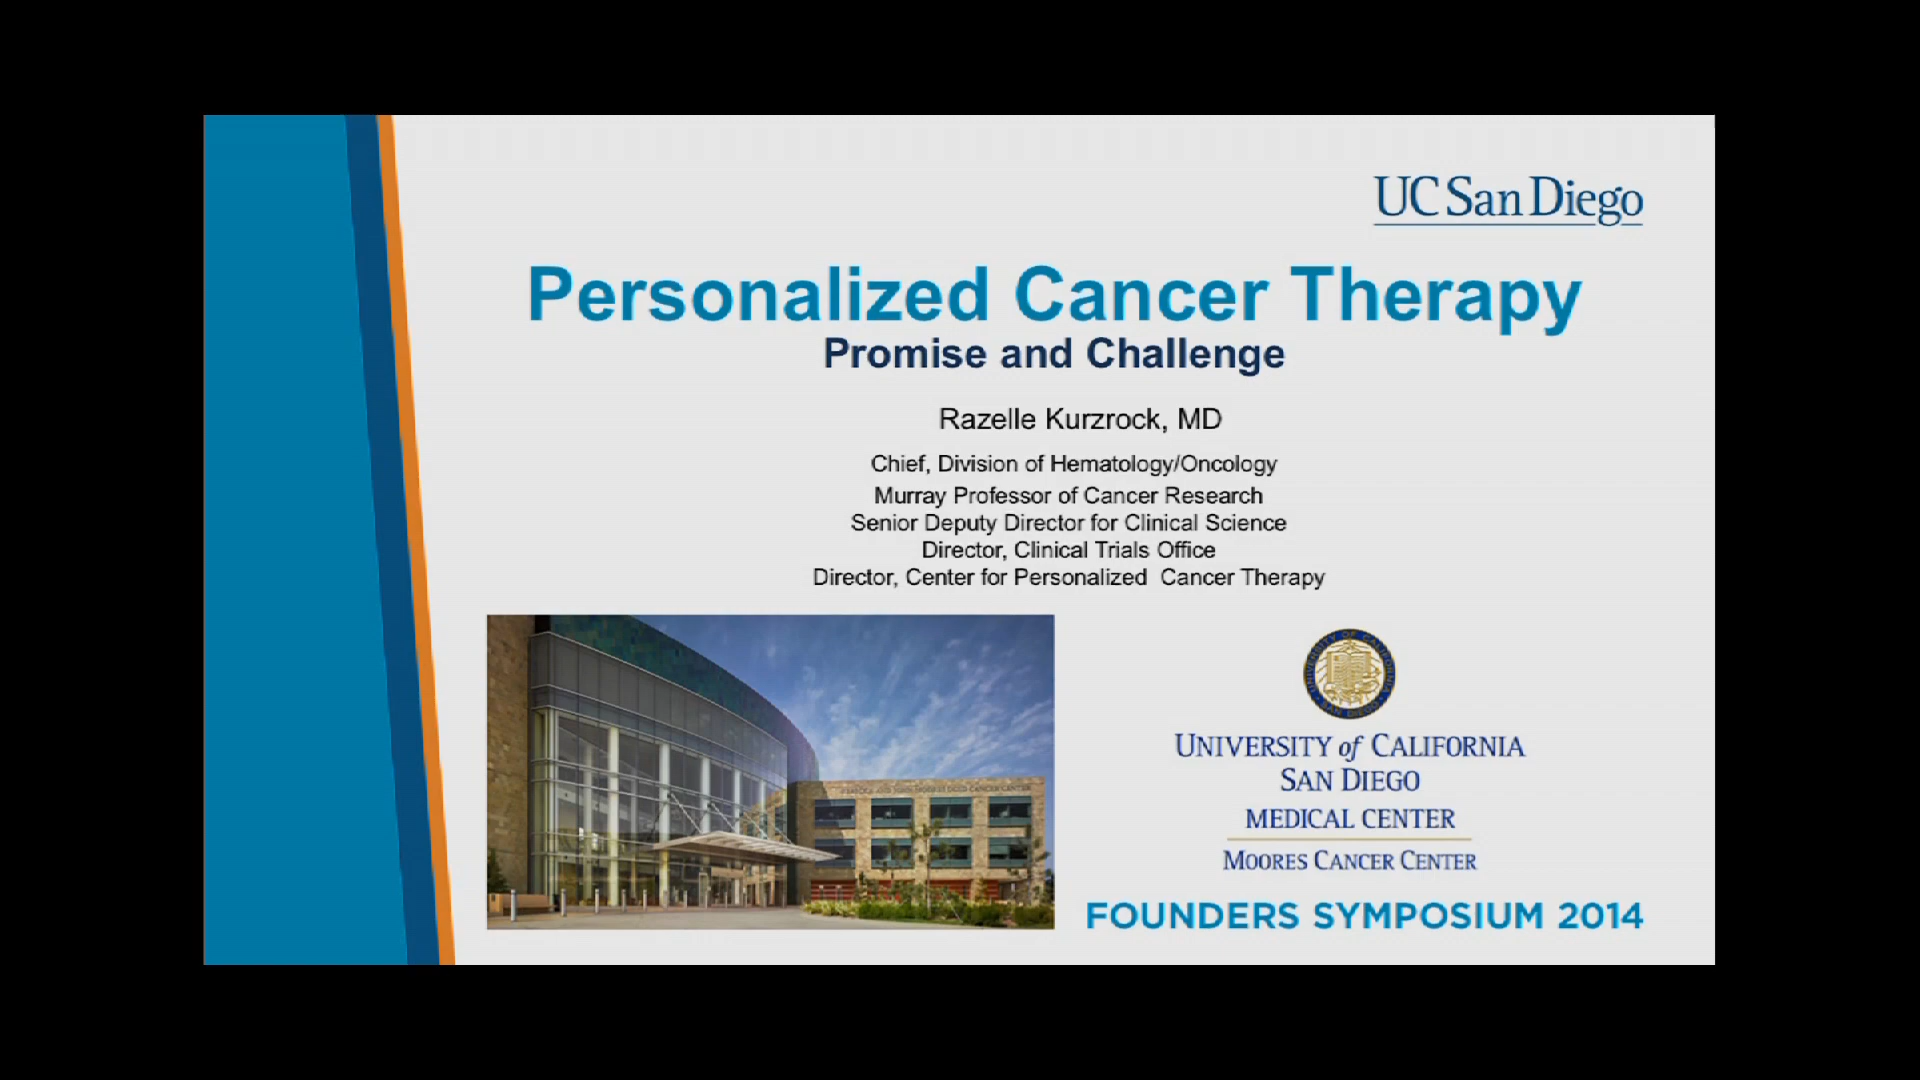 UC San Diego
Personalized Cancer Therapy
Promise and Challenge
Razelle Kurzrock, MD
Chief, Division of Hematology/Oncology
Murray Professor of Cancer Research
Senior Deputy Director for Clinical Science
Director, Clinical Trials Office
Director, Center for Personalized Cancer Therapy
UNIVERSITY of CALIFORNIA
SAN DIEGO
MEDICAL CENTER
MOORES CANCER CENTER
FOUNDERS SYMPOSIUM 2014